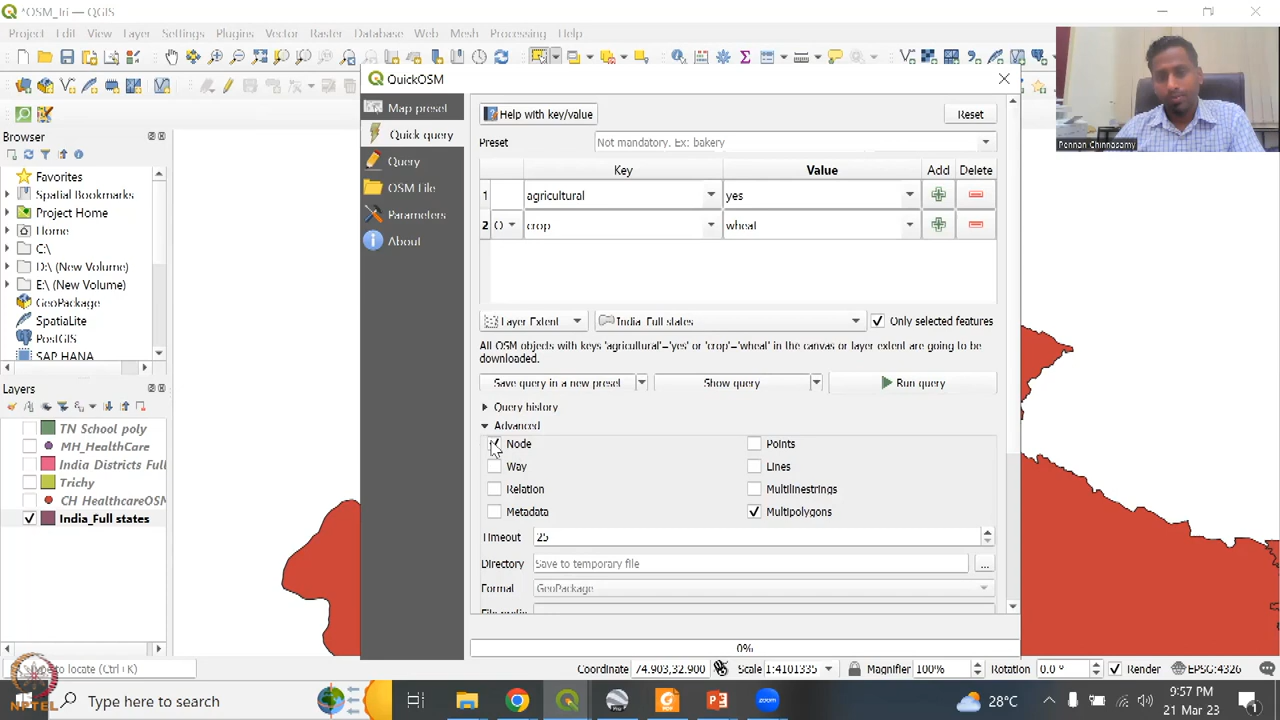 *OSM_tri — QGIS
Project Edit View Layer Settings Plugins Vector Raster Database Web Mesh Processing Help
QuickOSM
Pennan Chinnasamy
Map preset
Quick query
Query
OSM File
Parameters
About
Help with key/value
Reset
Preset
Not mandatory. Ex: bakery
Key
Value
Add
Delete
1 agricultural yes
2 O crop wheat
Layer Extent
India_Full states
Only selected features
All OSM objects with keys 'agricultural'='yes' or 'crop'='wheat' in the canvas or layer extent are going to be
downloaded.
Save query in a new preset
Show query
Run query
Query history
Advanced
Node
Points
Way
Lines
Relation
Multilinestrings
Metadata
Multipolygons
Timeout 25
Directory Save to temporary file ...
Format GeoPackage
0%
Browser
Favorites
Spatial Bookmarks
Project Home
Home
C:\
D:\ (New Volume)
E:\ (New Volume)
GeoPackage
SpatiaLite
PostGIS
SAP HANA
Layers
TN School poly
MH_HealthCare
India Districts Full
Trichy
CH HealthcareOSM
India_Full states
to locate (Ctrl+K)
Coordinate 74.903,32.900 Scale 1:4101335 Magnifier 100% Rotation 0.0 ° Render EPSG:4326
NPTEL
Type here to search
28°C
9:57 PM
21 Mar 23
1